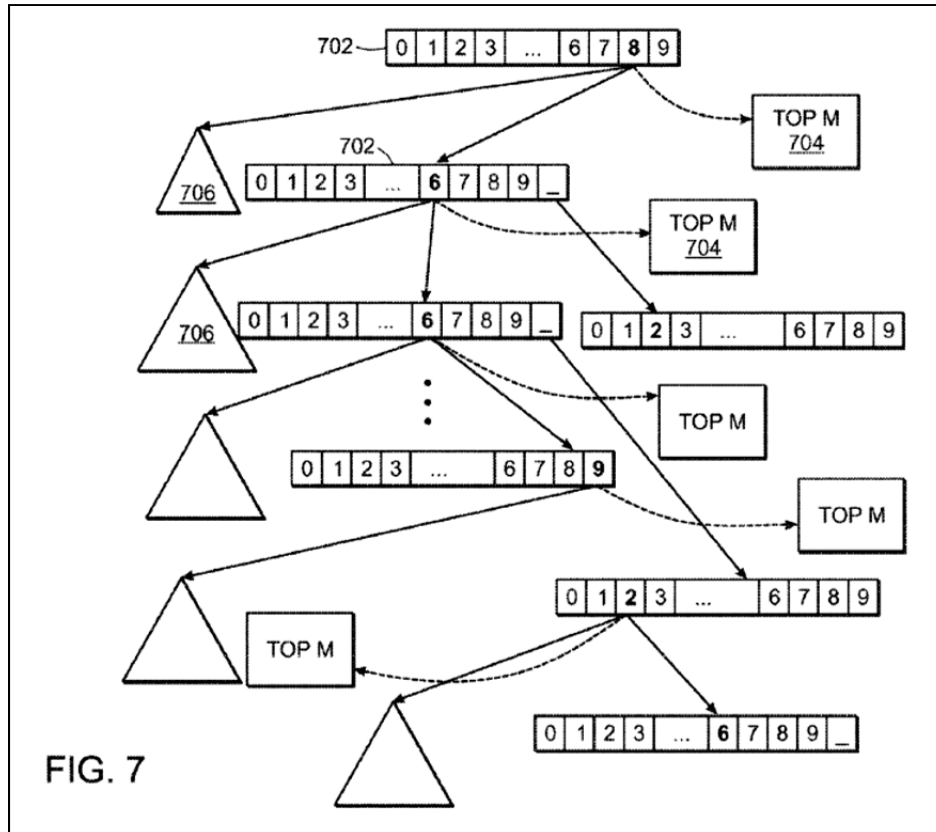 702 0 1 2 3 ... 6 7 8 9
TOP M
704
702
706 0 1 2 3 ... 6 7 8 9 _
TOP M
704
706 0 1 2 3 ... 6 7 8 9 _
0 1 2 3 ... 6 7 8 9
TOP M
0 1 2 3 ... 6 7 8 9
TOP M
0 1 2 3 ... 6 7 8 9
TOP M
0 1 2 3 ... 6 7 8 9 _
FIG. 7